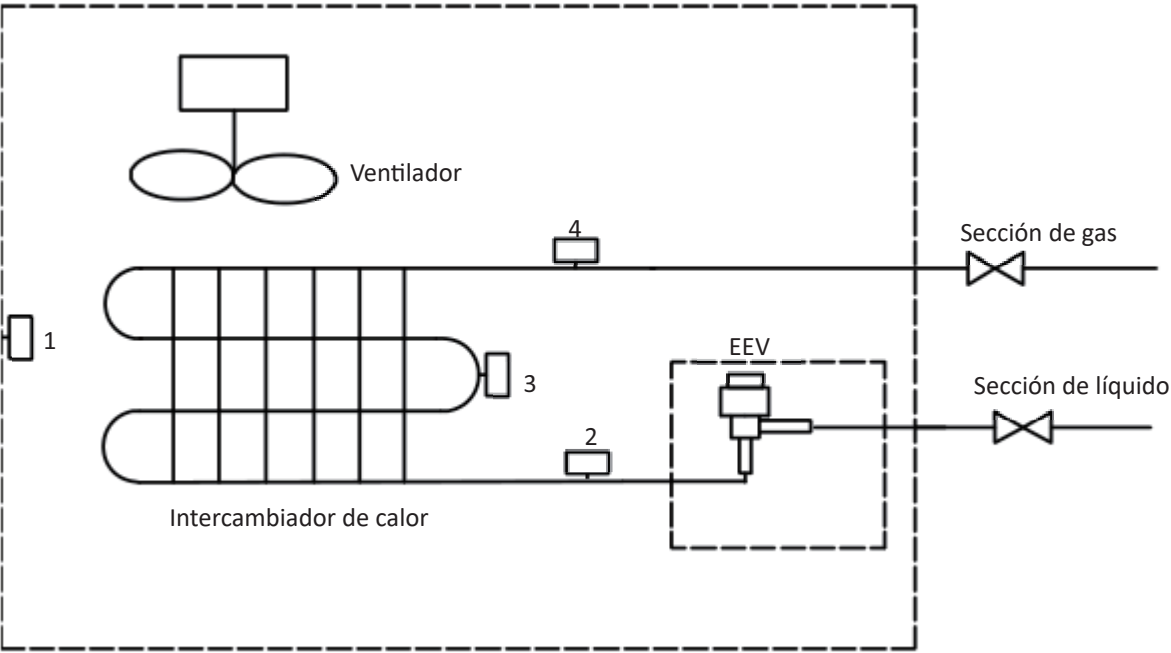 Ventilador
4
Sección de gas
1
EEV
3
Sección de líquido
2
Intercambiador de calor